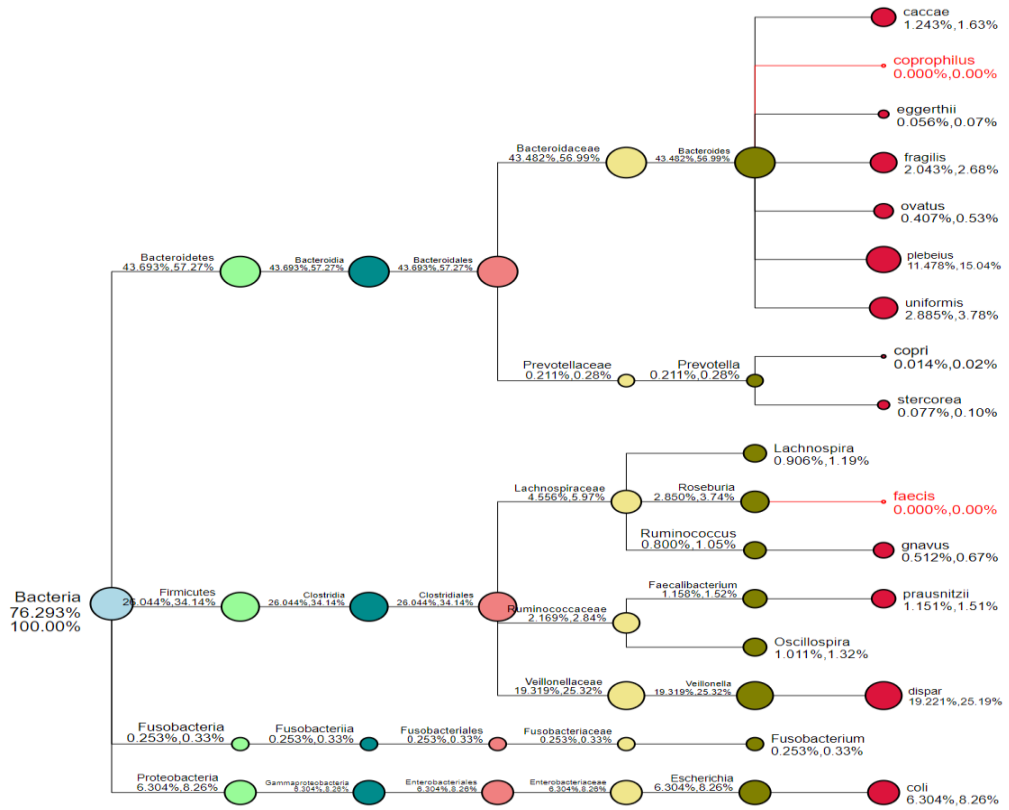 caccae
1.243%,1.63%
coprophilus
0.000%,0.00%
eggerthii
0.056%,0.07%
Bacteroidaceae
43.482%,56.99%
Bacteroides
43.482%,56.99%
fragilis
2.043%,2.68%
ovatus
0.407%,0.53%
Bacteroidetes
43.693%,57.27%
Bacteroidia
43.693%,57.27%
Bacteroidales
43.693%,57.27%
plebeius
11.478%,15.04%
uniformis
2.885%,3.78%
Prevotellaceae
0.211%,0.28%
Prevotella
0.211%,0.28%
copri
0.014%,0.02%
stercorea
0.077%,0.10%
Lachnospira
0.906%,1.19%
Lachnospiraceae
4.556%,5.97%
Roseburia
2.850%,3.74%
faecis
0.000%,0.00%
Ruminococcus
0.800%,1.05%
gnavus
0.512%,0.67%
Bacteria
76.293%
100.00%
Firmicutes
26.044%,34.14%
Clostridia
26.044%,34.14%
Clostridiales
26.044%,34.14%
Faecalibacterium
1.158%,1.52%
prausnitzii
1.151%,1.51%
Ruminococcaceae
2.169%,2.84%
Oscillospira
1.011%,1.32%
Veillonellaceae
19.319%,25.32%
Veillonella
19.319%,25.32%
dispar
19.221%,25.19%
Fusobacteria
0.253%,0.33%
Fusobacteriia
0.253%,0.33%
Fusobacteriales
0.253%,0.33%
Fusobacteriaceae
0.253%,0.33%
Fusobacterium
0.253%,0.33%
Proteobacteria
6.304%,8.26%
Gammaproteobacteria
6.304%,8.26%
Enterobacteriales
6.304%,8.26%
Enterobacteriaceae
6.304%,8.26%
Escherichia
6.304%,8.26%
coli
6.304%,8.26%